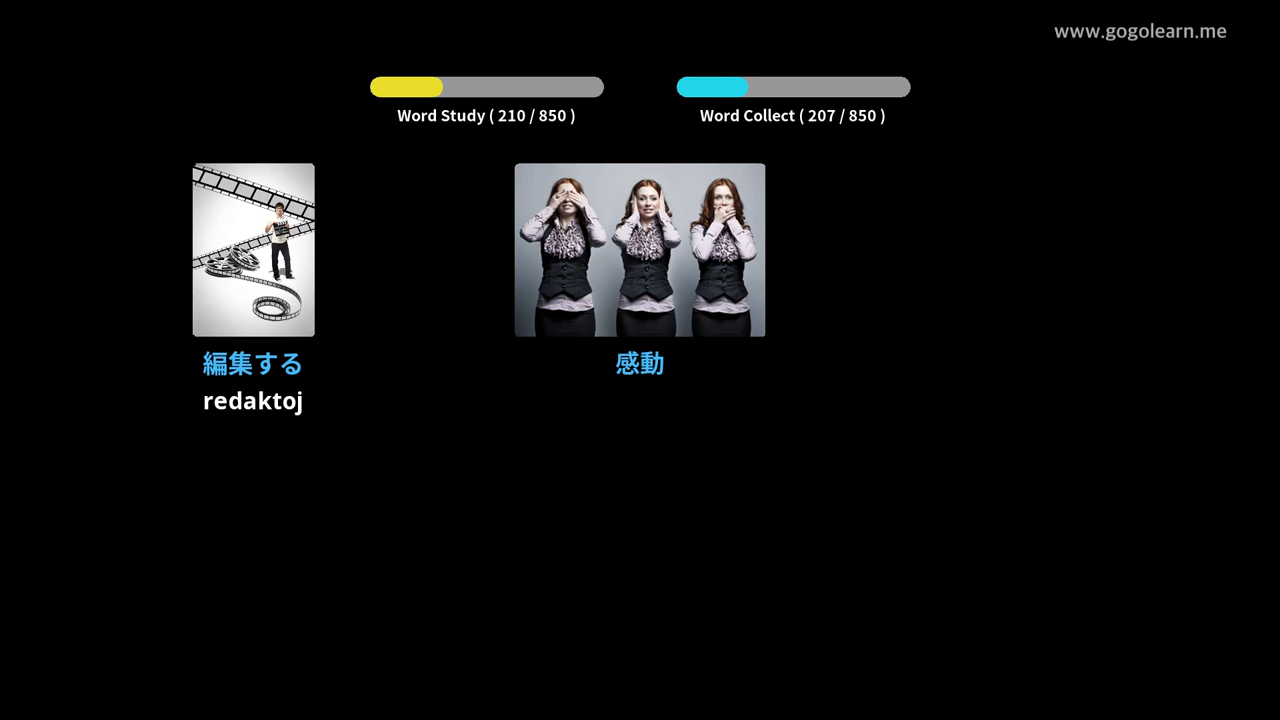 www.gogolearn.me
Word Study ( 210 / 850 )
Word Collect ( 207 / 850 )
編集する
redaktoj
感動